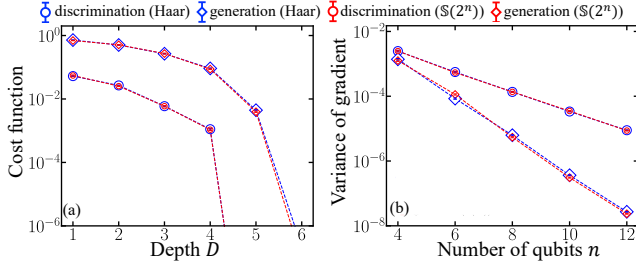 discrimination (Haar) generation (Haar) discrimination (𝕊(2ⁿ)) generation (𝕊(2ⁿ))
Cost function
10⁰
10⁻²
10⁻⁴
10⁻⁶
(a)
1 2 3 4 5 6
Depth D
Variance of gradient
10⁻²
10⁻⁴
10⁻⁶
10⁻⁸
(b)
4 6 8 10 12
Number of qubits n